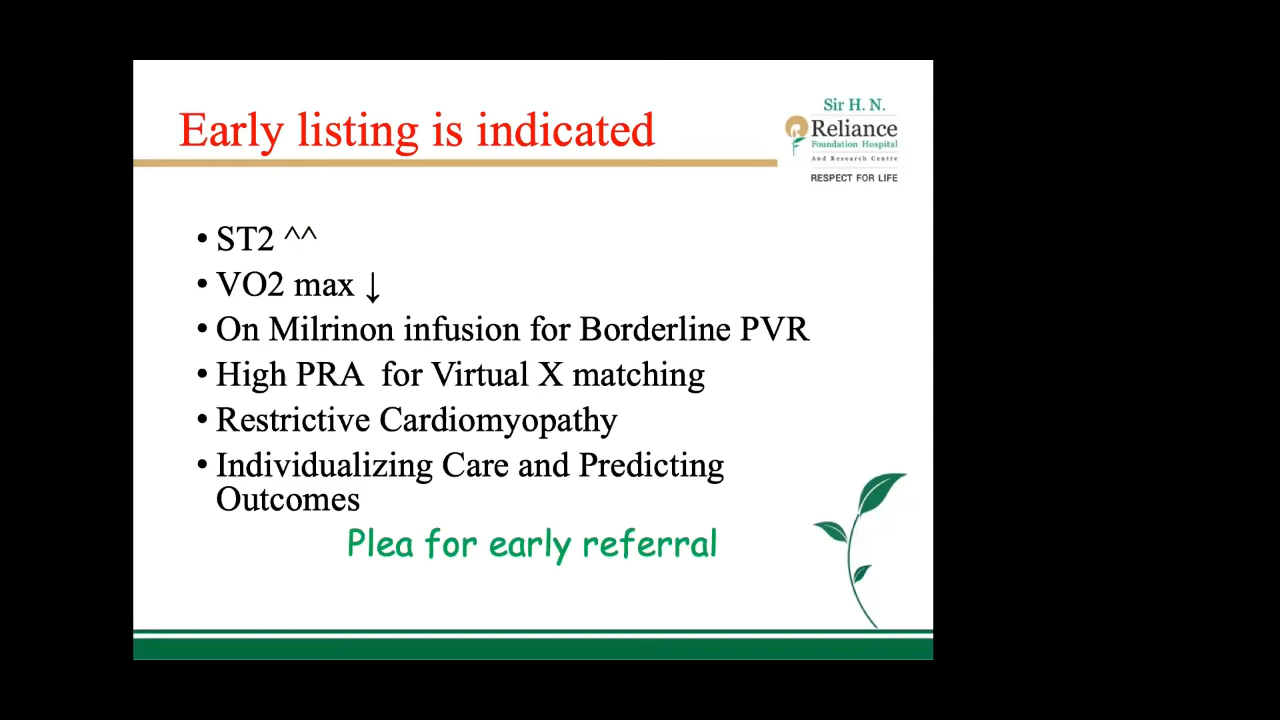 Early listing is indicated
Sir H. N.
Reliance
Foundation Hospital
And Research Centre
RESPECT FOR LIFE
• ST2 ^^
• VO2 max ↓
• On Milrinon infusion for Borderline PVR
• High PRA  for Virtual X matching
• Restrictive Cardiomyopathy
• Individualizing Care and Predicting
Outcomes
Plea for early referral